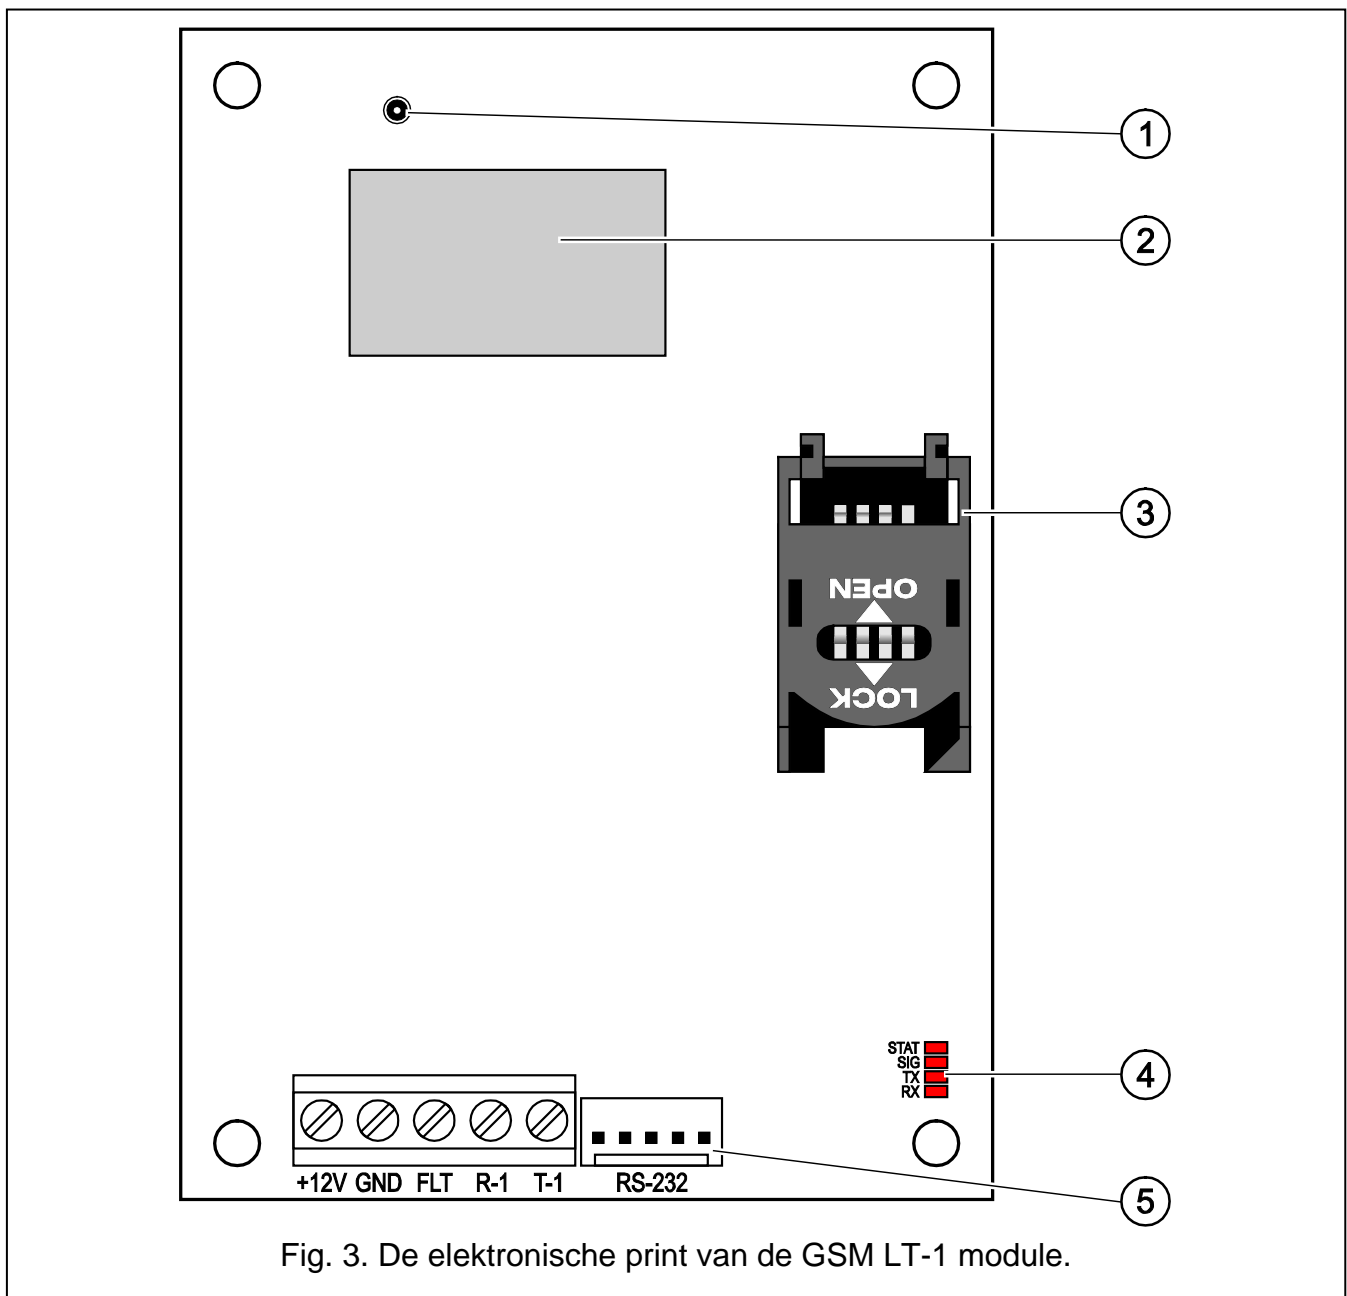 1
2
3
OPEN
LOCK
STAT
SIG
TX
RX
4
+12V GND FLT R-1 T-1 RS-232
5
Fig. 3. De elektronische print van de GSM LT-1 module.